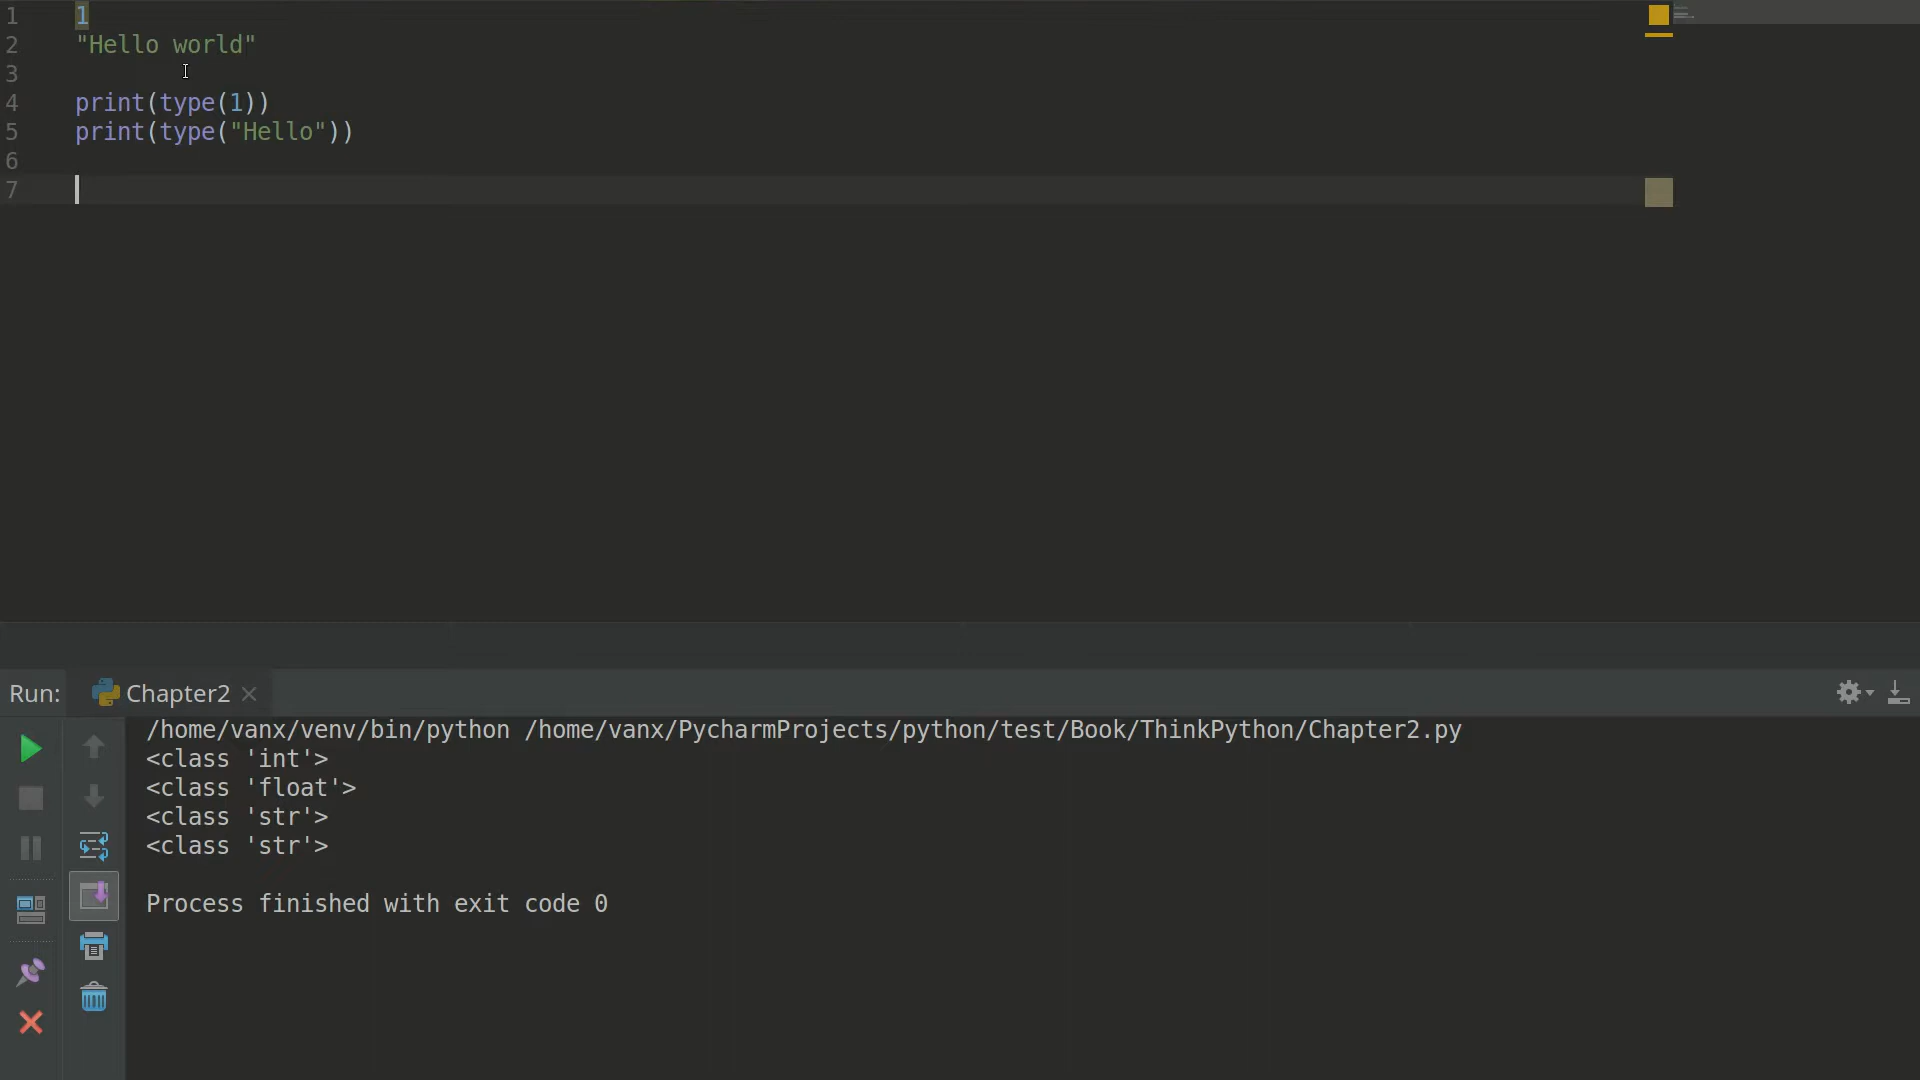 1 1
2 "Hello world"
3
4 print(type(1))
5 print(type("Hello"))
6
7
Run: Chapter2
/home/vanx/venv/bin/python /home/vanx/PycharmProjects/python/test/Book/ThinkPython/Chapter2.py
<class 'int'>
<class 'float'>
<class 'str'>
<class 'str'>
Process finished with exit code 0